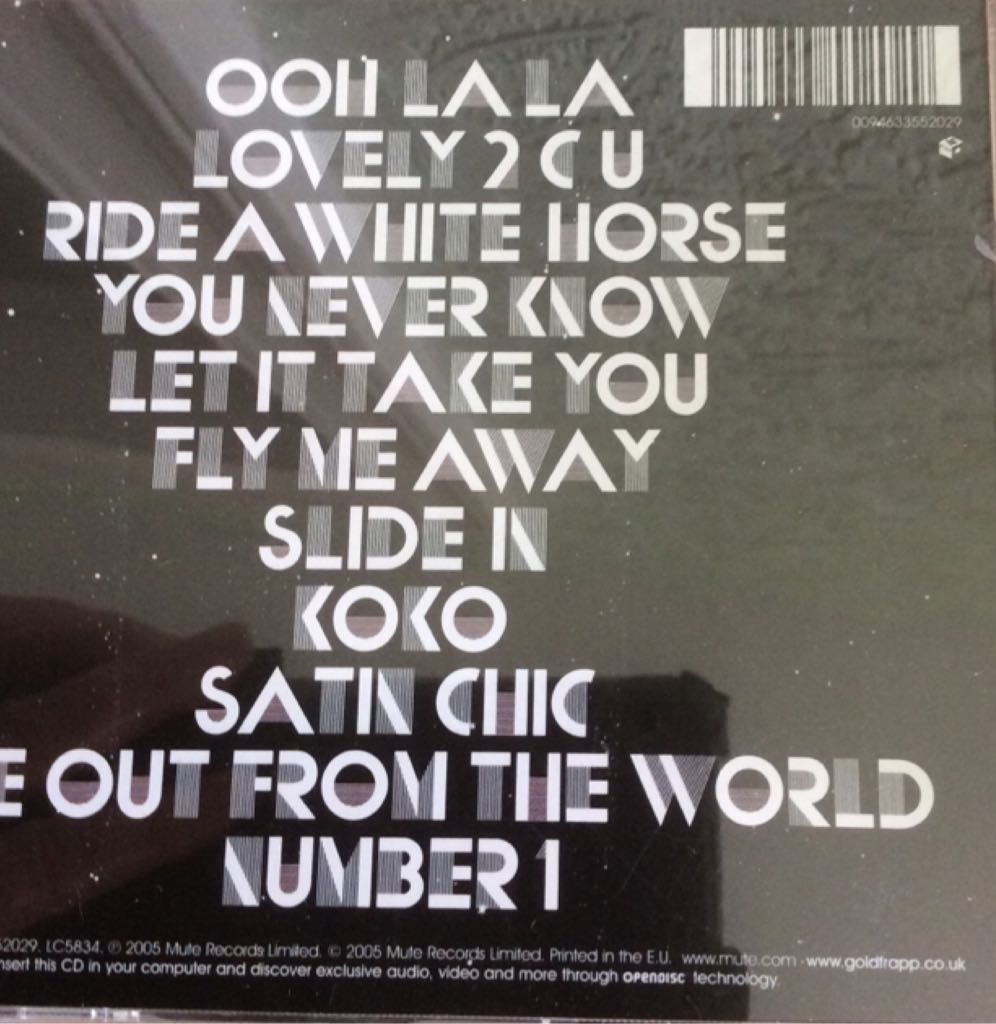 OOH LA LA
0094633552029
LOVELY 2 C U
RIDE A WHITE HORSE
YOU NEVER KNOW
LET IT TAKE YOU
FLY ME AWAY
SLIDE IN
KOKO
SATIN CHIC
E OUT FROM THE WORLD
NUMBER 1
52029. LC5834. ℗ 2005 Mute Records Limited. © 2005 Mute Records Limited. Printed in the E.U. www.mute.com · www.goldfrapp.co.uk
nsert this CD in your computer and discover exclusive audio, video and more through OPENDISC technology.